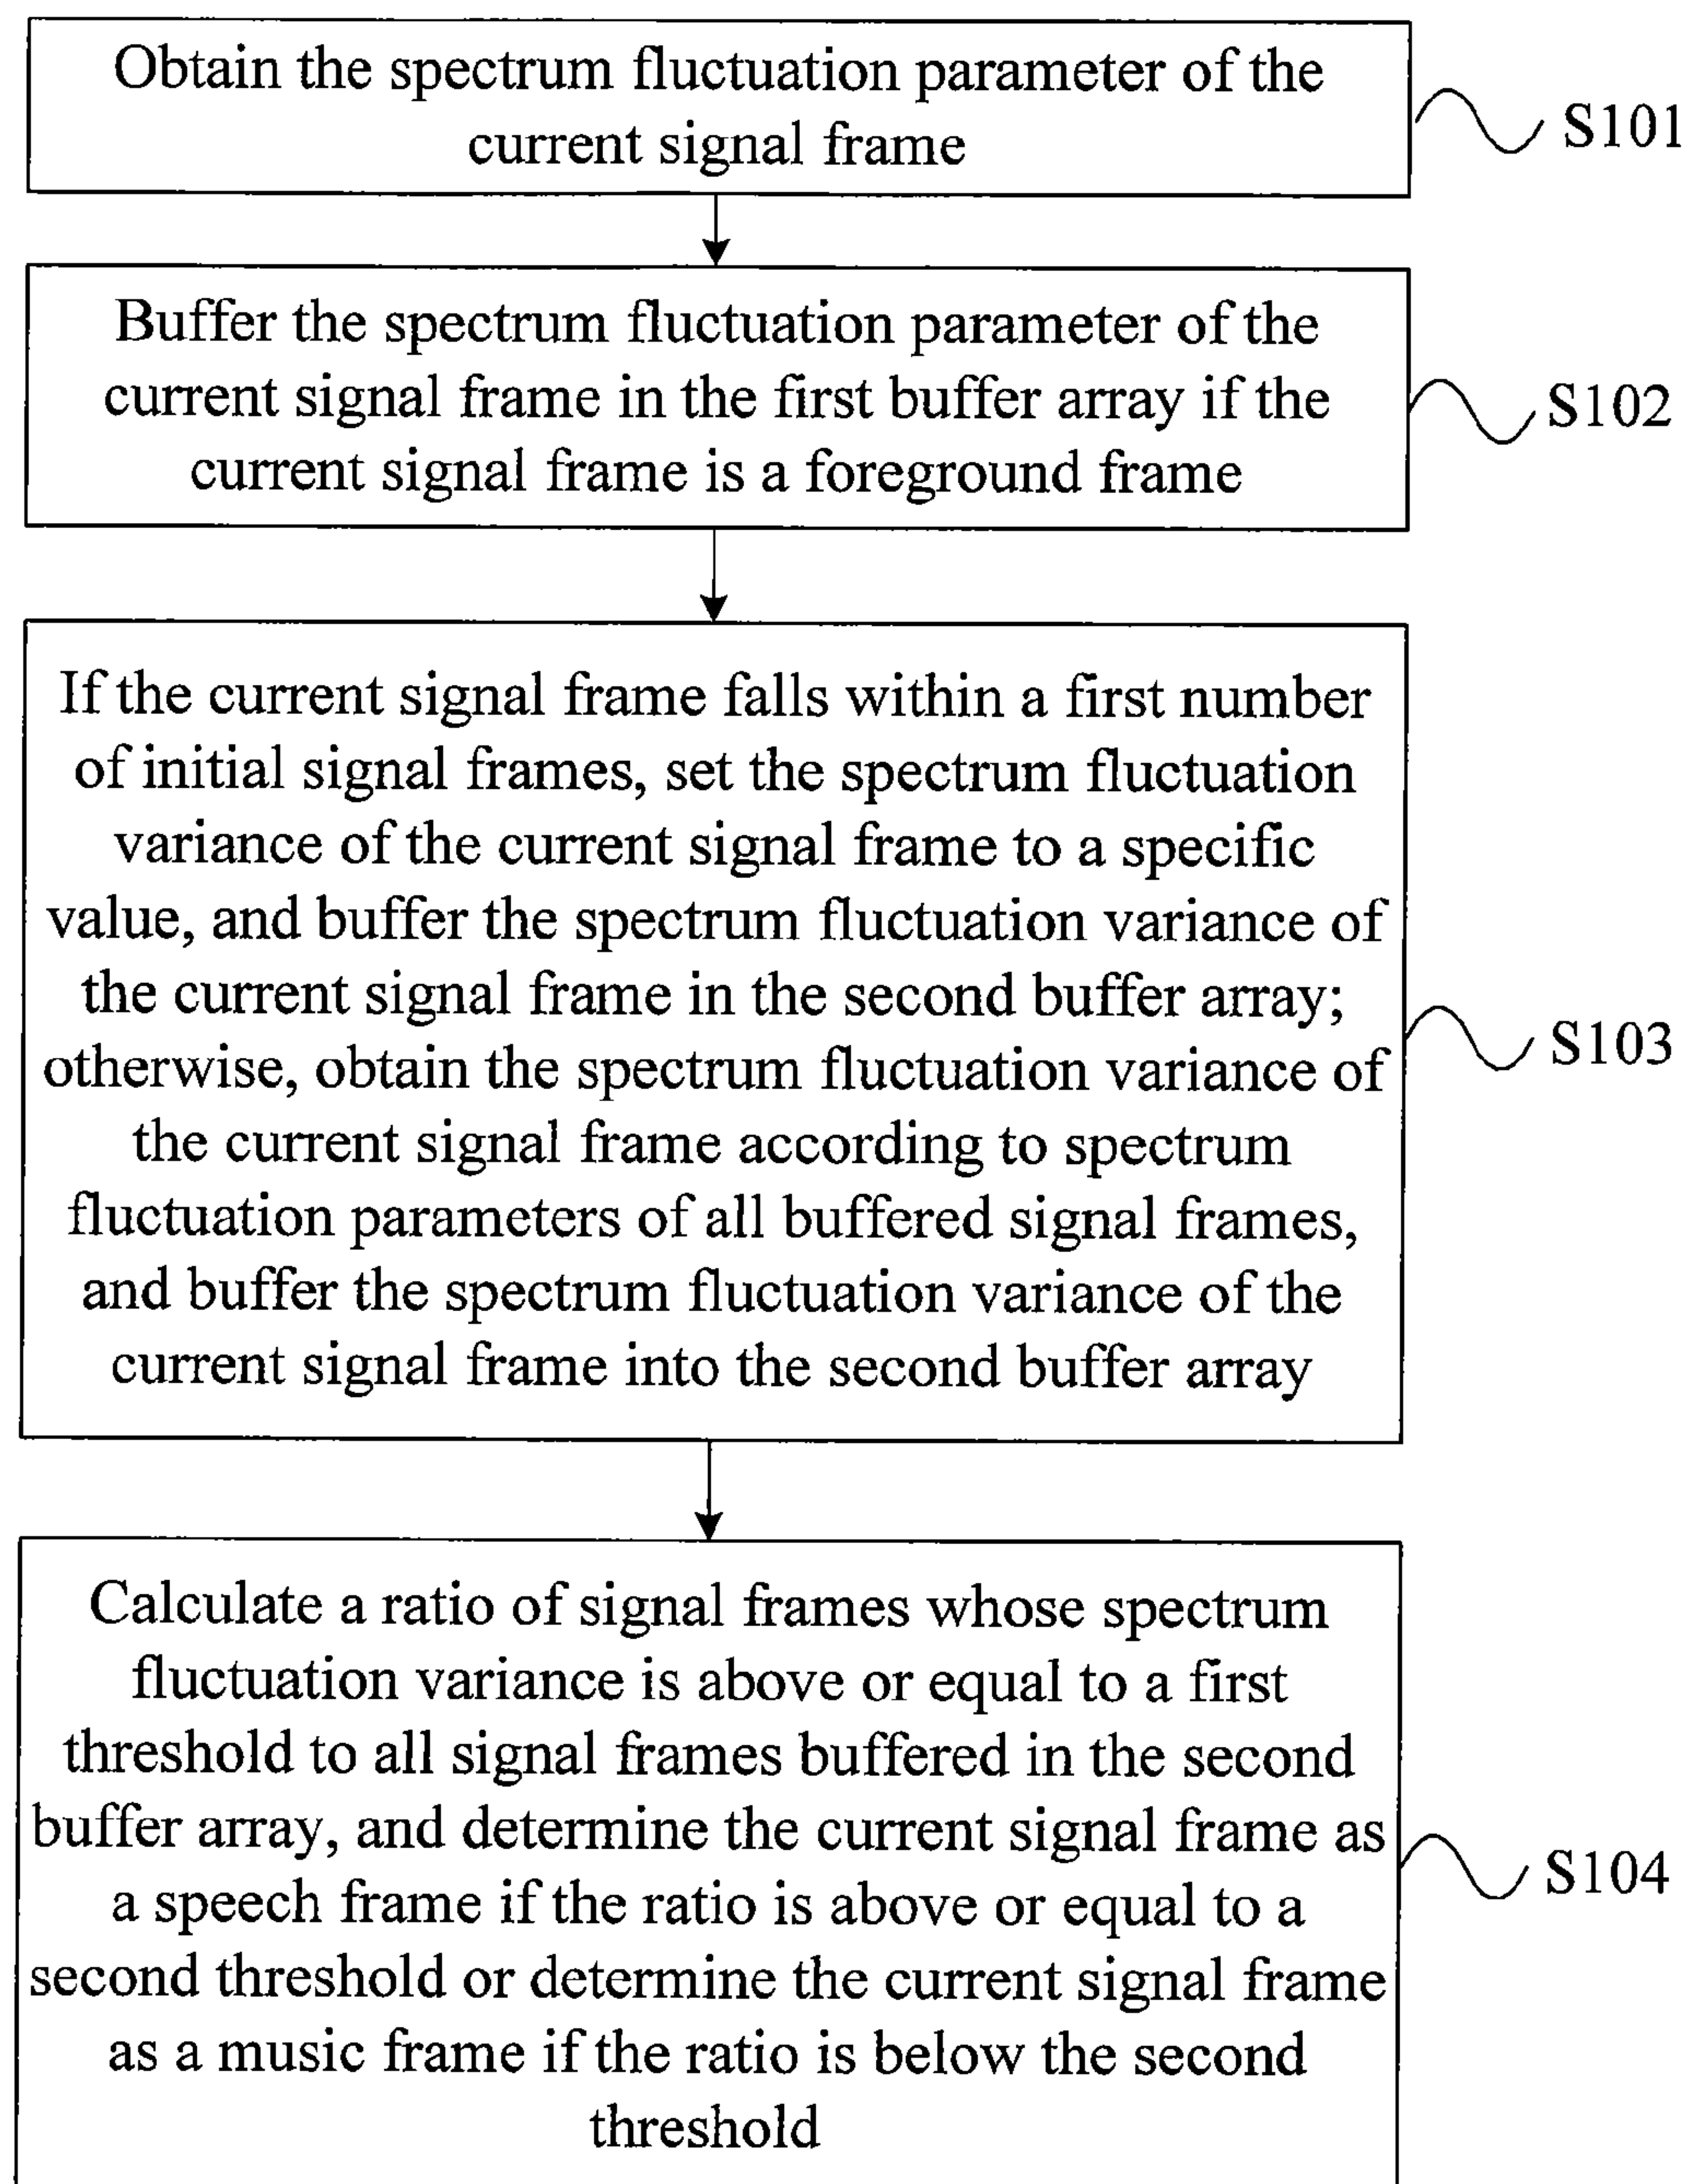 Obtain the spectrum fluctuation parameter of the
current signal frame
S101
Buffer the spectrum fluctuation parameter of the
current signal frame in the first buffer array if the
current signal frame is a foreground frame
S102
If the current signal frame falls within a first number
of initial signal frames, set the spectrum fluctuation
variance of the current signal frame to a specific
value, and buffer the spectrum fluctuation variance of
the current signal frame in the second buffer array;
otherwise, obtain the spectrum fluctuation variance of
the current signal frame according to spectrum
fluctuation parameters of all buffered signal frames,
and buffer the spectrum fluctuation variance of the
current signal frame into the second buffer array
S103
Calculate a ratio of signal frames whose spectrum
fluctuation variance is above or equal to a first
threshold to all signal frames buffered in the second
buffer array, and determine the current signal frame as
a speech frame if the ratio is above or equal to a
second threshold or determine the current signal frame
as a music frame if the ratio is below the second
threshold
S104